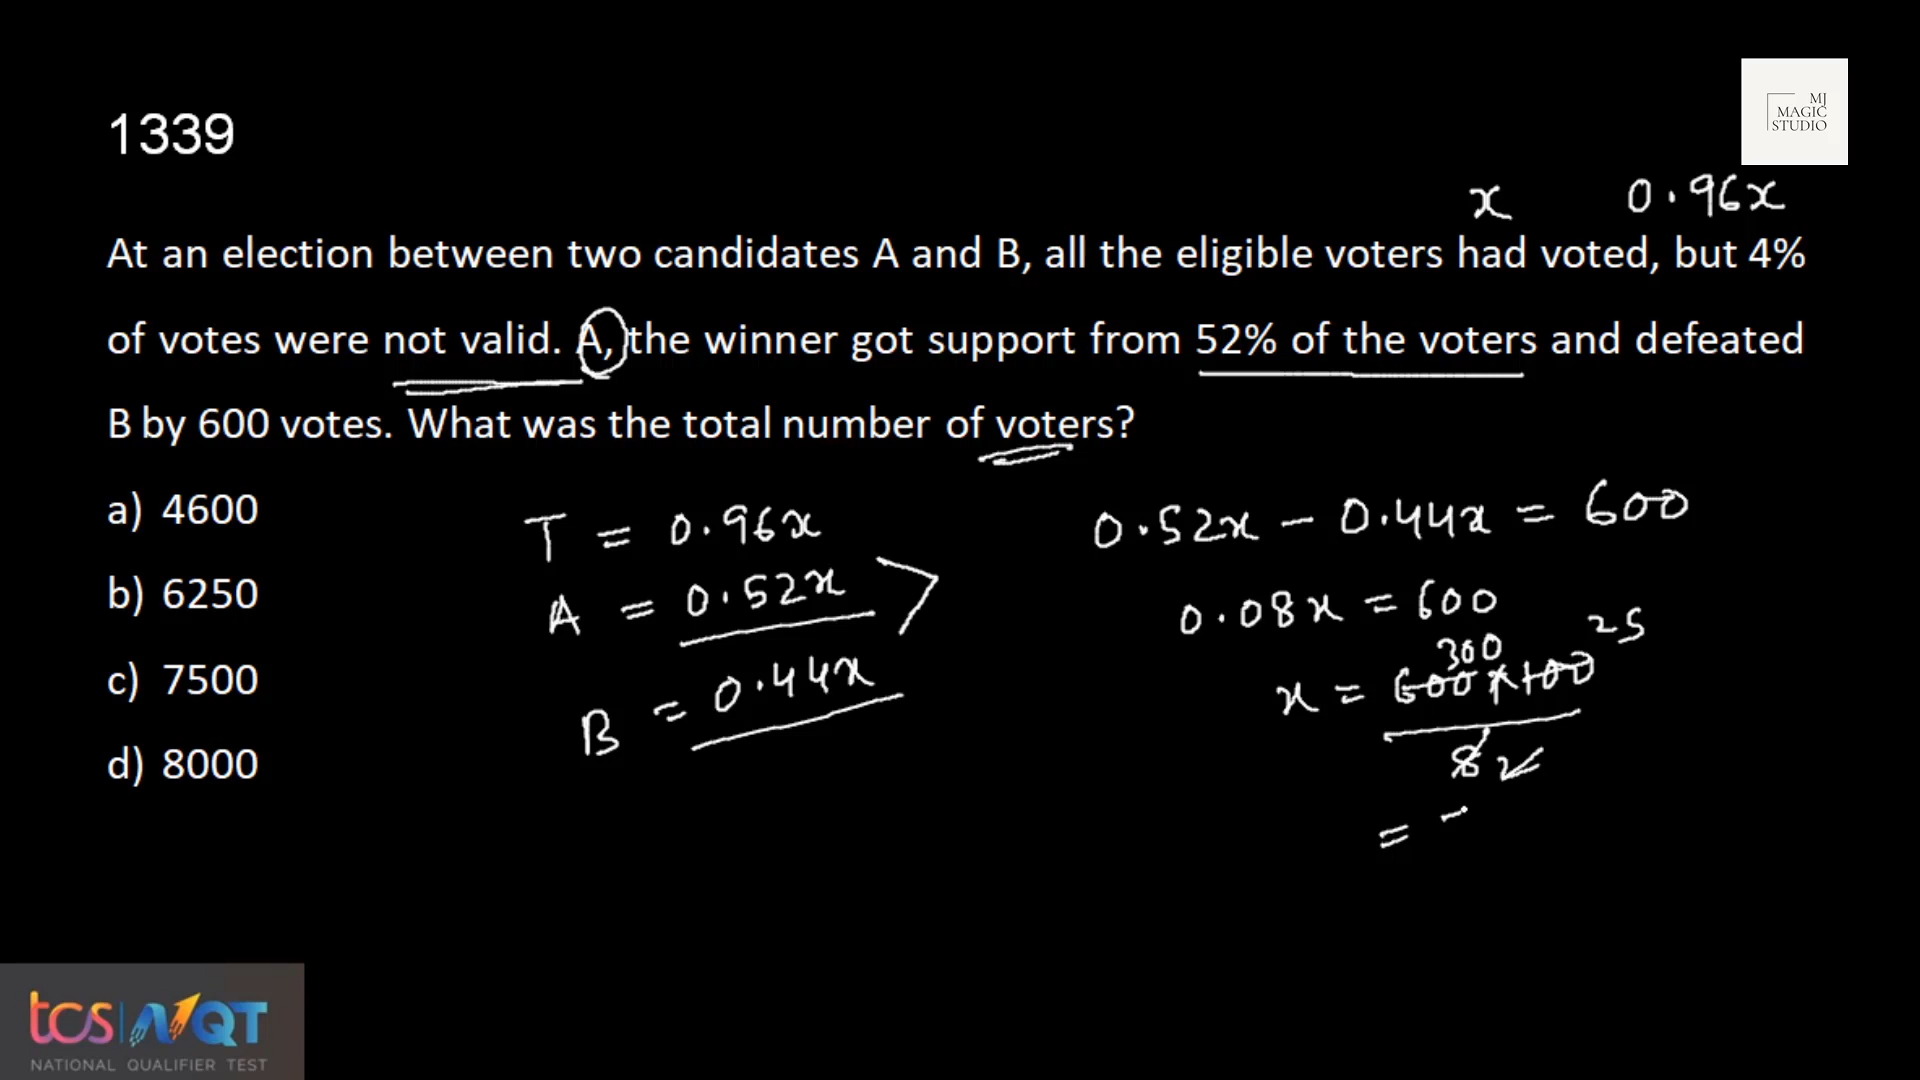 MJ
MAGIC
STUDIO
1339
x 0.96x
At an election between two candidates A and B, all the eligible voters had voted, but 4%
of votes were not valid. A, the winner got support from 52% of the voters and defeated
B by 600 votes. What was the total number of voters?
a) 4600
b) 6250
c) 7500
d) 8000
T = 0.96x
A = 0.52x
B = 0.44x
0.52x - 0.44x = 600
0.08x = 600
300 25
x = 600 x 100
8 2
=
tcs | NQT
NATIONAL QUALIFIER TEST